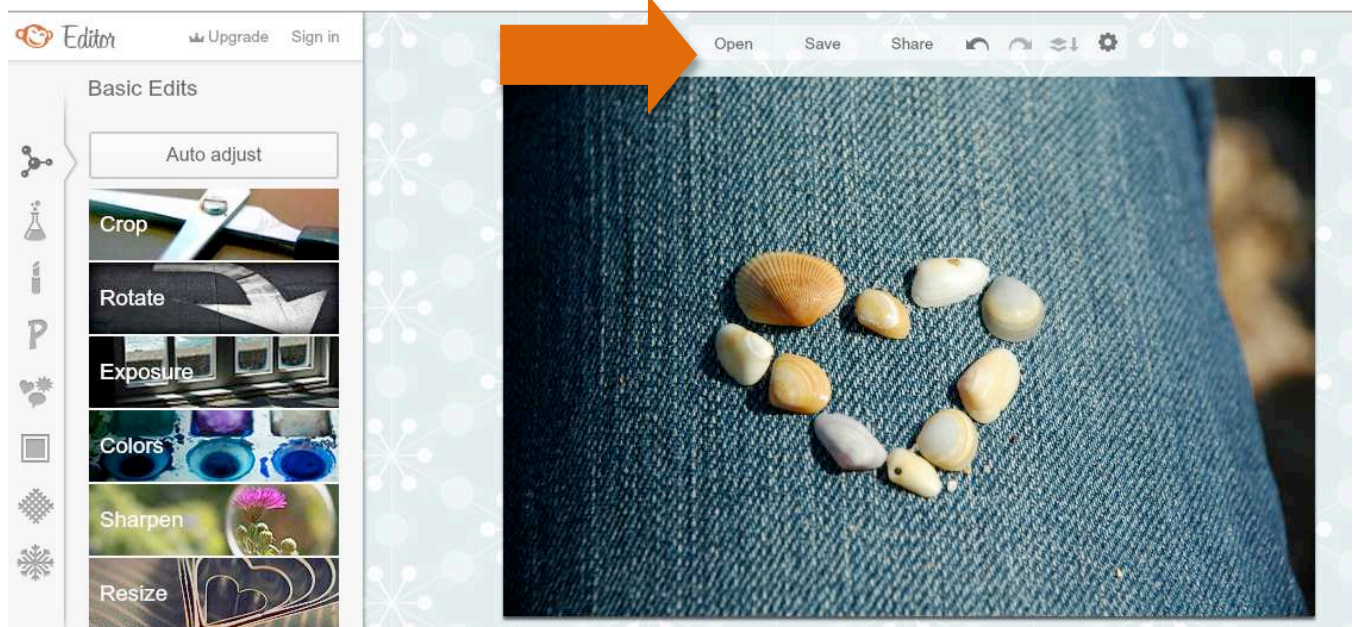 Editor
Upgrade Sign in
Open Save Share
Basic Edits
Auto adjust
Crop
Rotate
Exposure
Colors
Sharpen
Resize